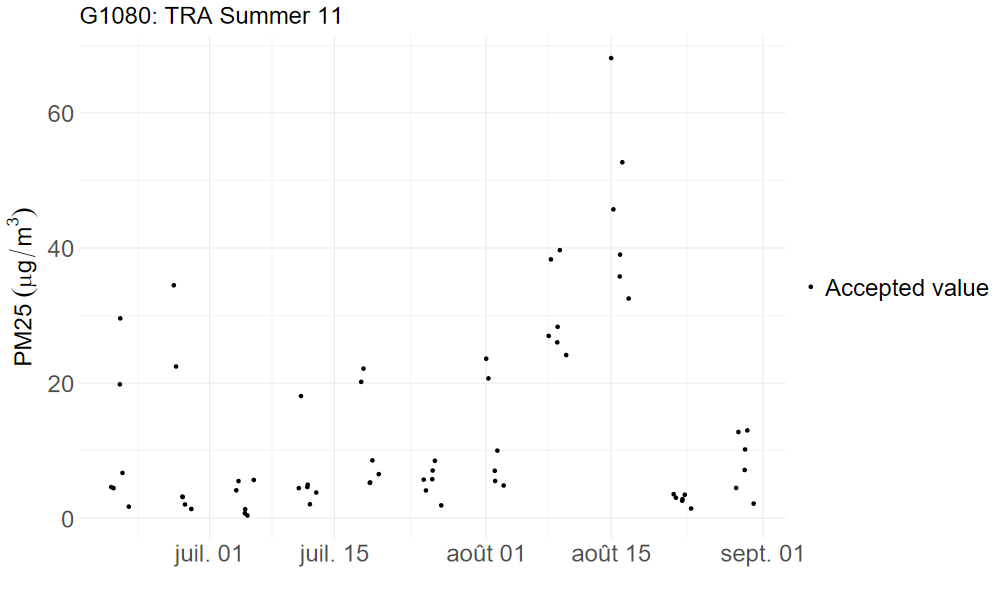 G1080: TRA Summer 11
PM25 (μg/m³)
60
40
20
0
juil. 01
juil. 15
août 01
août 15
sept. 01
Accepted value